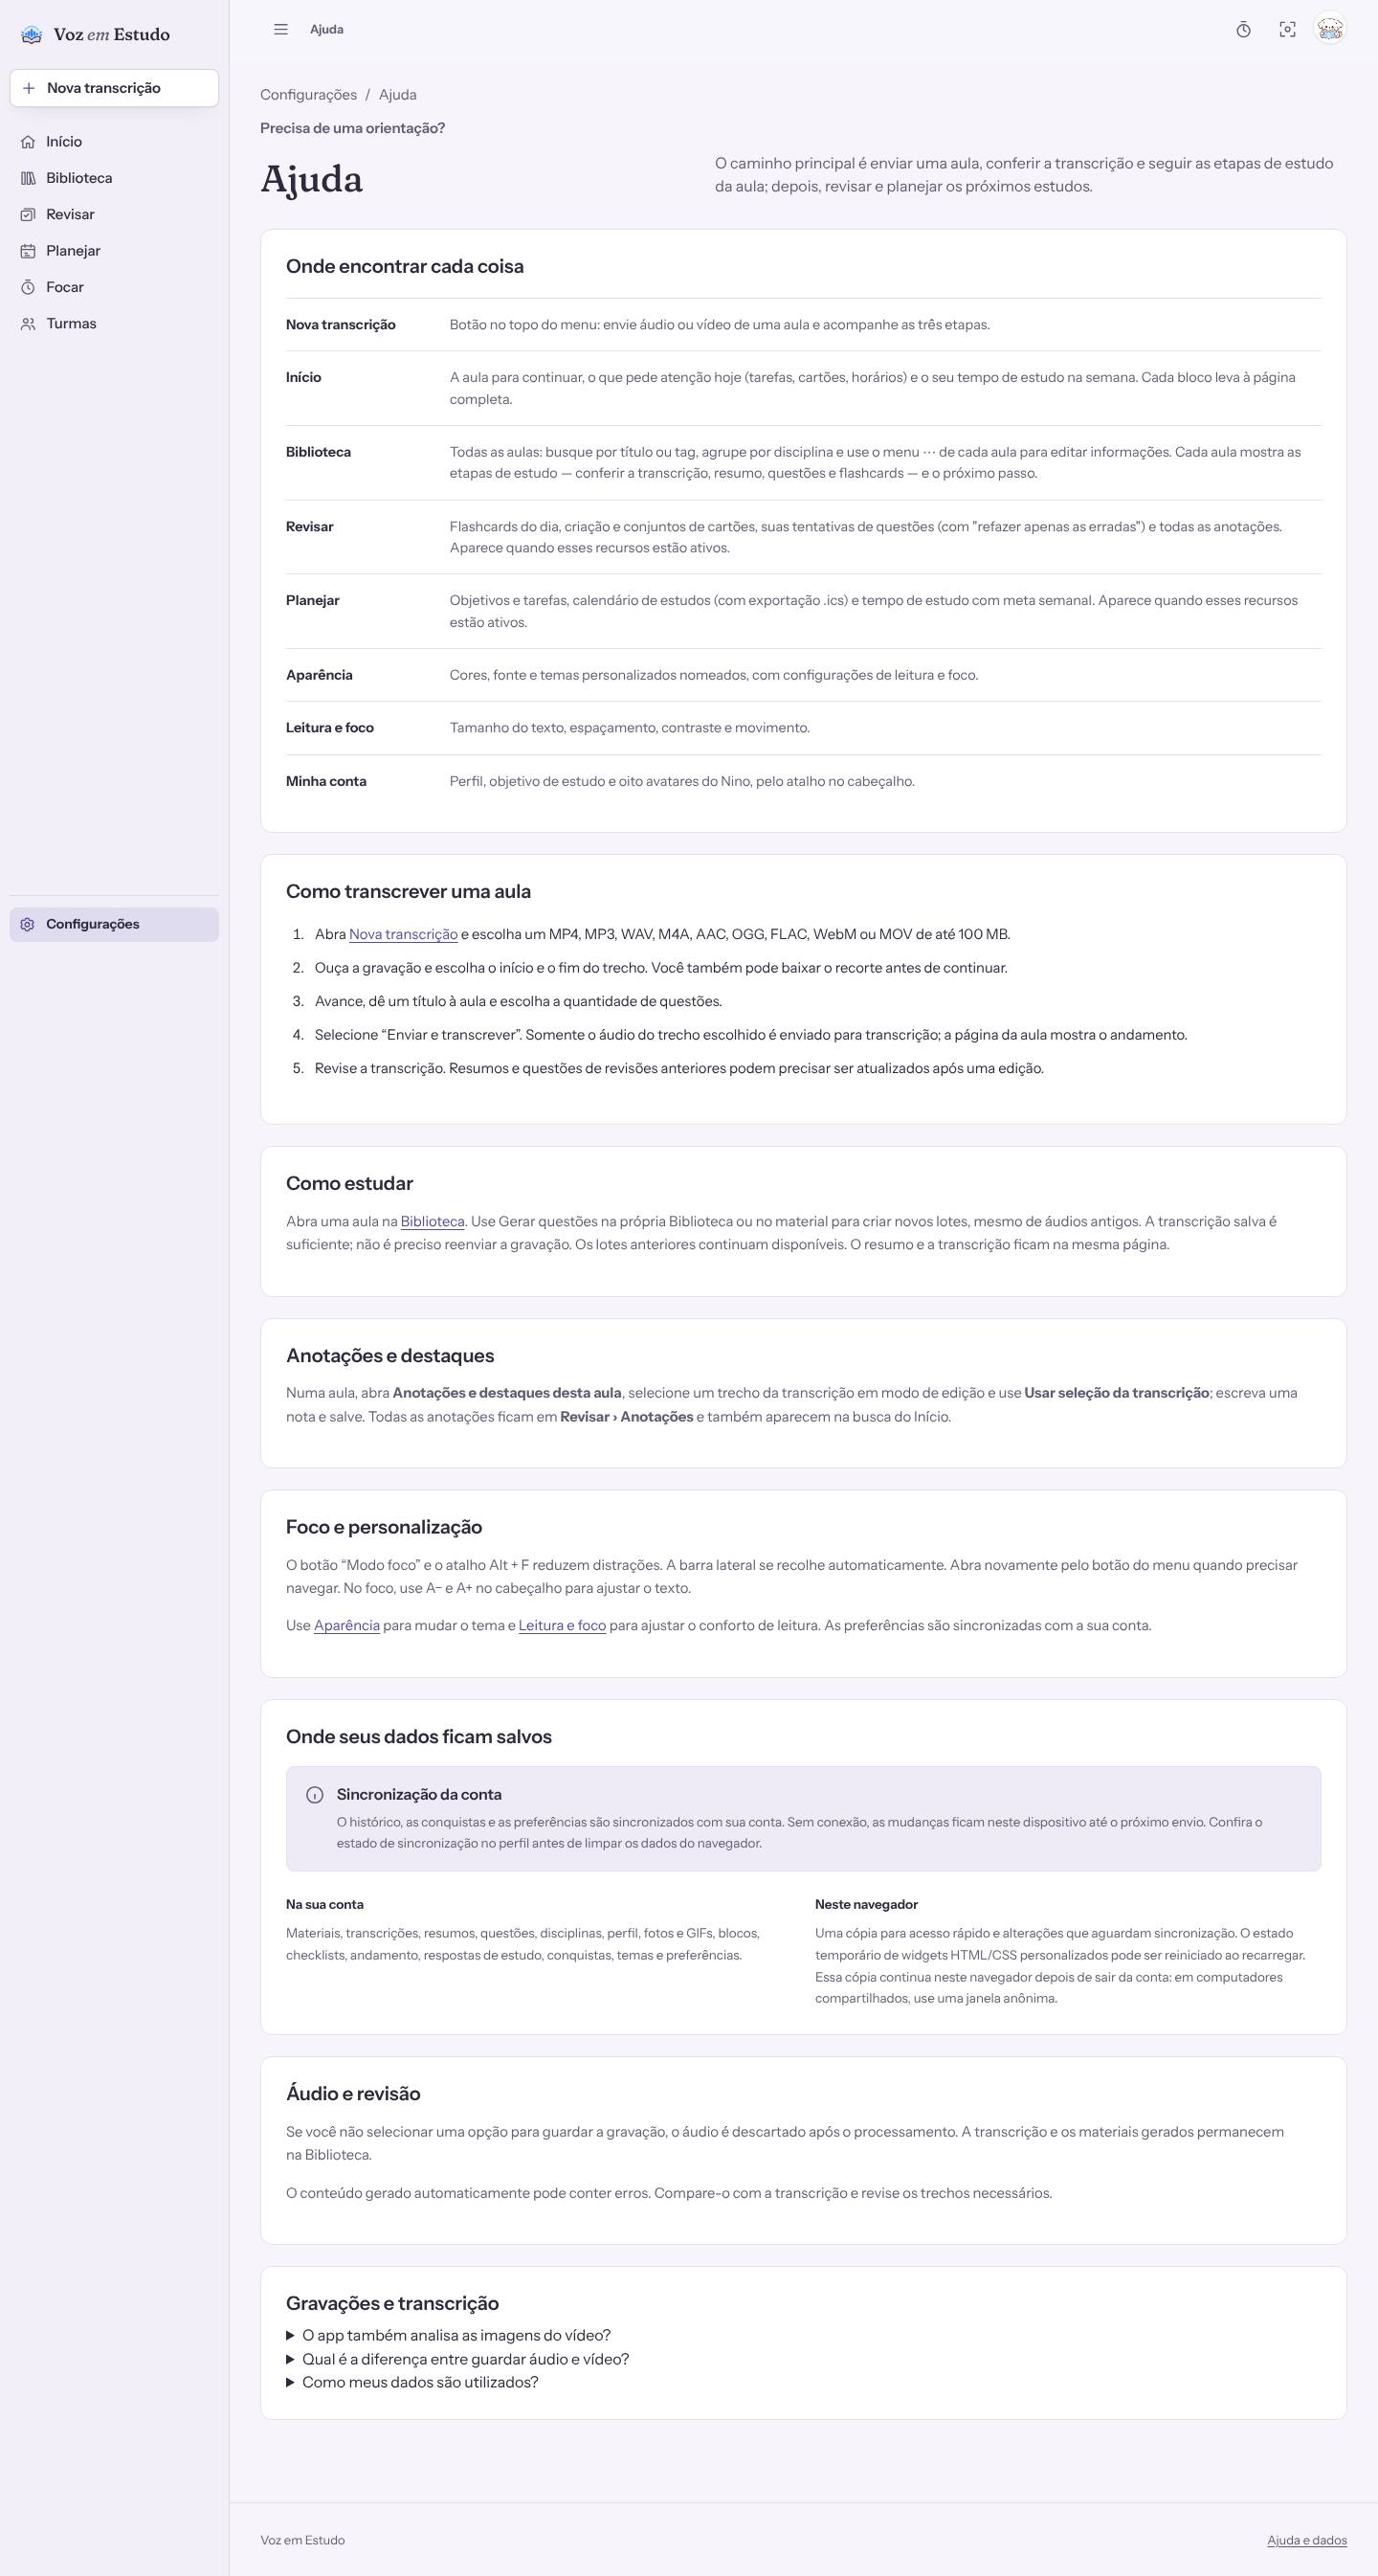 Voz em Estudo
Nova transcrição
Início
Biblioteca
Revisar
Planejar
Focar
Turmas
Configurações
Ajuda
Configurações / Ajuda
Precisa de uma orientação?
Ajuda
O caminho principal é enviar uma aula, conferir a transcrição e seguir as etapas de estudo
da aula; depois, revisar e planejar os próximos estudos.
Onde encontrar cada coisa
Nova transcrição
Botão no topo do menu: envie áudio ou vídeo de uma aula e acompanhe as três etapas.
Início
A aula para continuar, o que pede atenção hoje (tarefas, cartões, horários) e o seu tempo de estudo na semana. Cada bloco leva à página
completa.
Biblioteca
Todas as aulas: busque por título ou tag, agrupe por disciplina e use o menu ⋯ de cada aula para editar informações. Cada aula mostra as
etapas de estudo — conferir a transcrição, resumo, questões e flashcards — e o próximo passo.
Revisar
Flashcards do dia, criação e conjuntos de cartões, suas tentativas de questões (com "refazer apenas as erradas") e todas as anotações.
Aparece quando esses recursos estão ativos.
Planejar
Objetivos e tarefas, calendário de estudos (com exportação .ics) e tempo de estudo com meta semanal. Aparece quando esses recursos
estão ativos.
Aparência
Cores, fonte e temas personalizados nomeados, com configurações de leitura e foco.
Leitura e foco
Tamanho do texto, espaçamento, contraste e movimento.
Minha conta
Perfil, objetivo de estudo e oito avatares do Nino, pelo atalho no cabeçalho.
Como transcrever uma aula
1. Abra Nova transcrição e escolha um MP4, MP3, WAV, M4A, AAC, OGG, FLAC, WebM ou MOV de até 100 MB.
2. Ouça a gravação e escolha o início e o fim do trecho. Você também pode baixar o recorte antes de continuar.
3. Avance, dê um título à aula e escolha a quantidade de questões.
4. Selecione “Enviar e transcrever”. Somente o áudio do trecho escolhido é enviado para transcrição; a página da aula mostra o andamento.
5. Revise a transcrição. Resumos e questões de revisões anteriores podem precisar ser atualizados após uma edição.
Como estudar
Abra uma aula na Biblioteca. Use Gerar questões na própria Biblioteca ou no material para criar novos lotes, mesmo de áudios antigos. A transcrição salva é
suficiente; não é preciso reenviar a gravação. Os lotes anteriores continuam disponíveis. O resumo e a transcrição ficam na mesma página.
Anotações e destaques
Numa aula, abra Anotações e destaques desta aula, selecione um trecho da transcrição em modo de edição e use Usar seleção da transcrição; escreva uma
nota e salve. Todas as anotações ficam em Revisar › Anotações e também aparecem na busca do Início.
Foco e personalização
O botão “Modo foco” e o atalho Alt + F reduzem distrações. A barra lateral se recolhe automaticamente. Abra novamente pelo botão do menu quando precisar
navegar. No foco, use A− e A+ no cabeçalho para ajustar o texto.
Use Aparência para mudar o tema e Leitura e foco para ajustar o conforto de leitura. As preferências são sincronizadas com a sua conta.
Onde seus dados ficam salvos
Sincronização da conta
O histórico, as conquistas e as preferências são sincronizados com sua conta. Sem conexão, as mudanças ficam neste dispositivo até o próximo envio. Confira o
estado de sincronização no perfil antes de limpar os dados do navegador.
Na sua conta
Materiais, transcrições, resumos, questões, disciplinas, perfil, fotos e GIFs, blocos,
checklists, andamento, respostas de estudo, conquistas, temas e preferências.
Neste navegador
Uma cópia para acesso rápido e alterações que aguardam sincronização. O estado
temporário de widgets HTML/CSS personalizados pode ser reiniciado ao recarregar.
Essa cópia continua neste navegador depois de sair da conta: em computadores
compartilhados, use uma janela anônima.
Áudio e revisão
Se você não selecionar uma opção para guardar a gravação, o áudio é descartado após o processamento. A transcrição e os materiais gerados permanecem
na Biblioteca.
O conteúdo gerado automaticamente pode conter erros. Compare-o com a transcrição e revise os trechos necessários.
Gravações e transcrição
O app também analisa as imagens do vídeo?
Qual é a diferença entre guardar áudio e vídeo?
Como meus dados são utilizados?
Voz em Estudo
Ajuda e dados